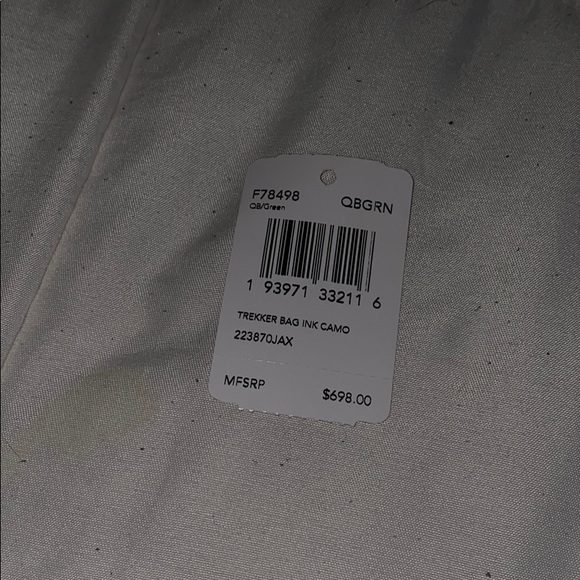 F78498 QBGRN
QB/Green
1 93971 33211 6
TREKKER BAG INK CAMO
223870JAX
MFSRP $698.00